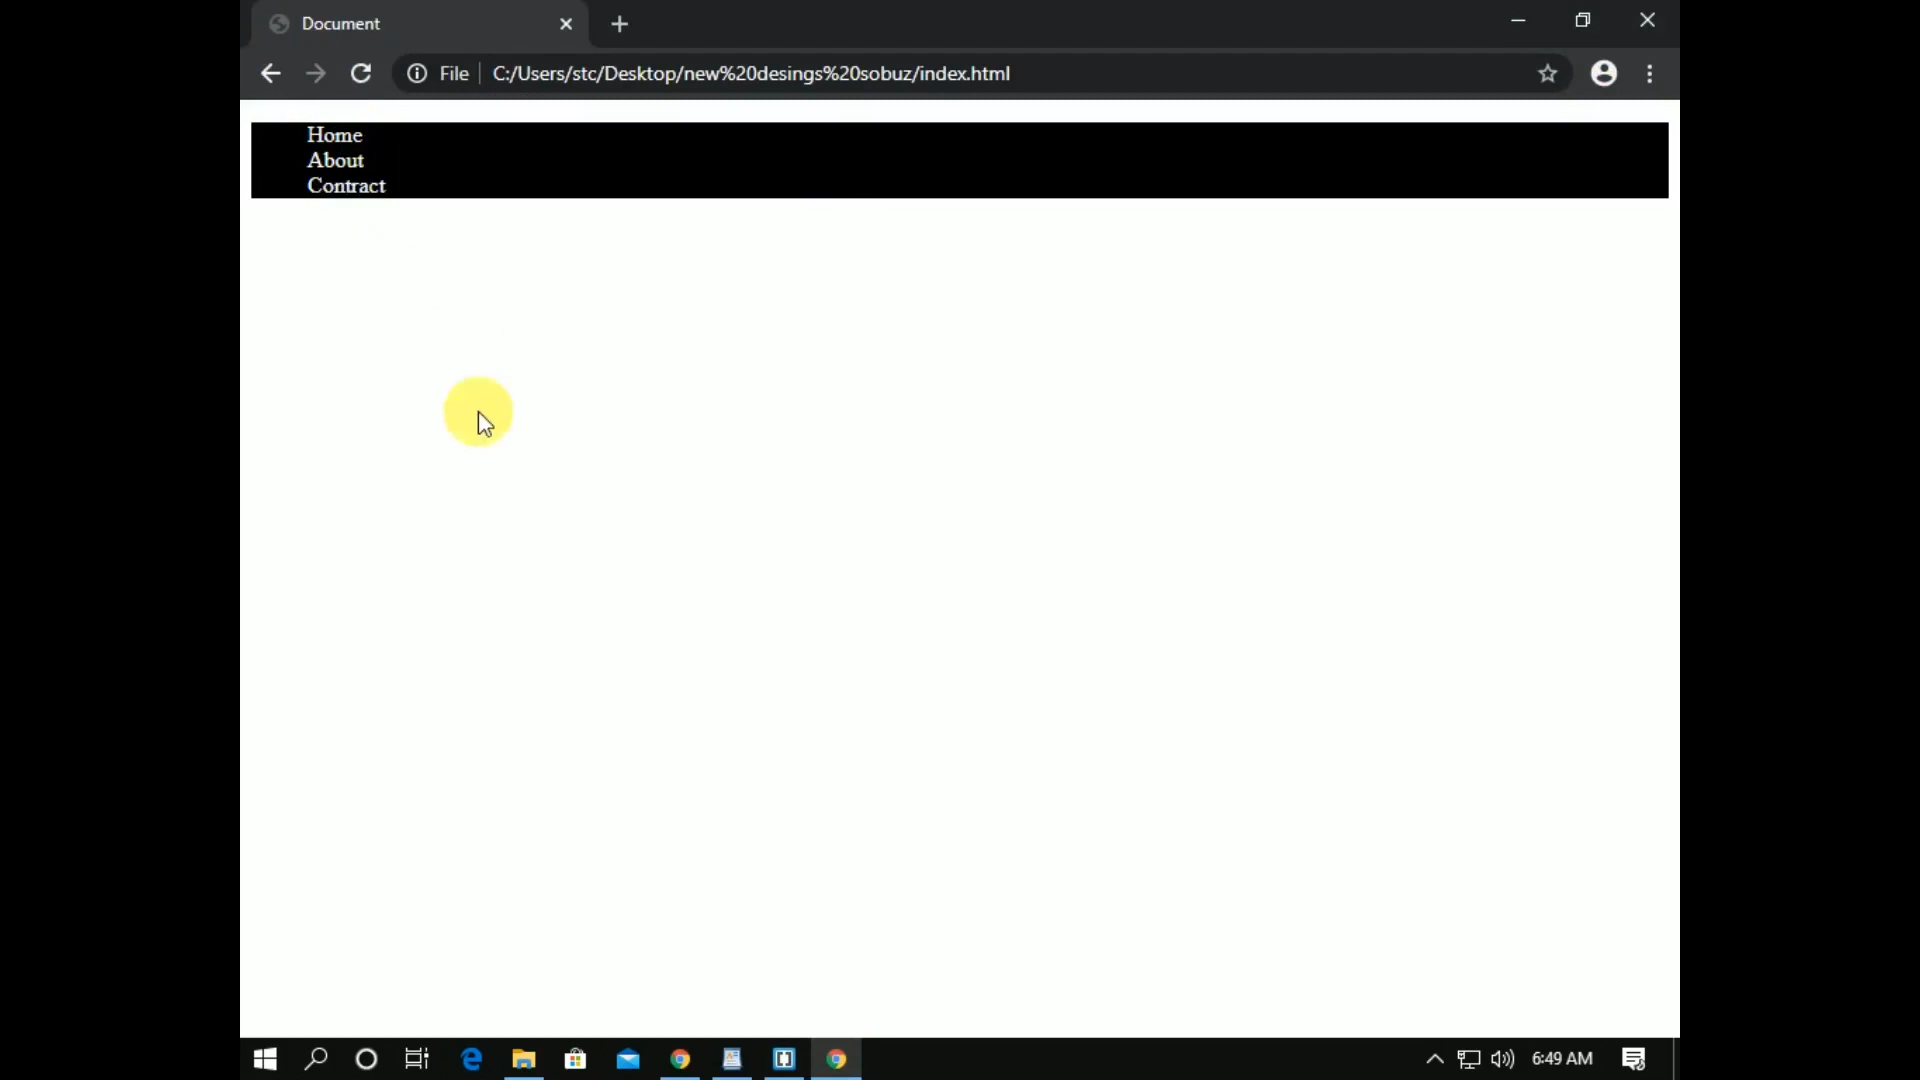 Document
File
C:/Users/stc/Desktop/new%20desings%20sobuz/index.html
Home
About
Contract
6:49 AM